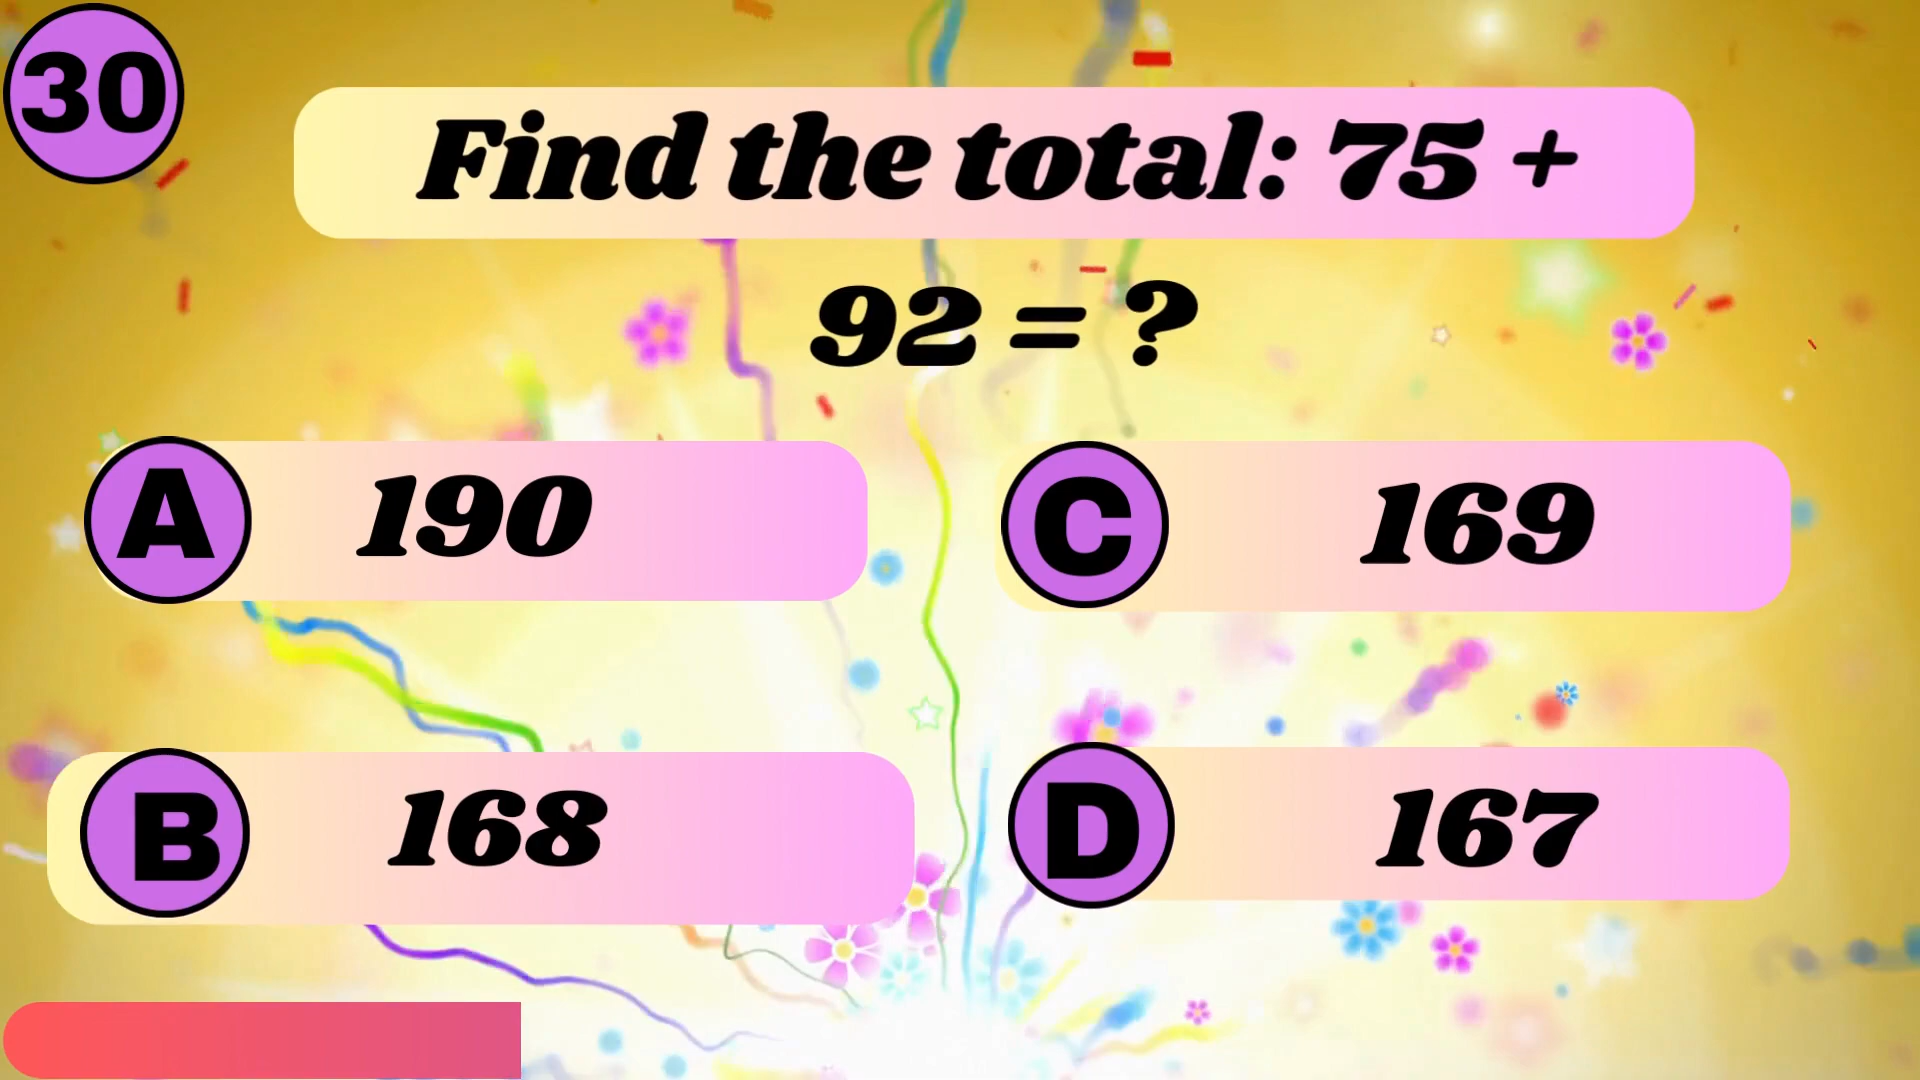 30
Find the total: 75 +
92 = ?
A 190
C 169
B 168
D 167